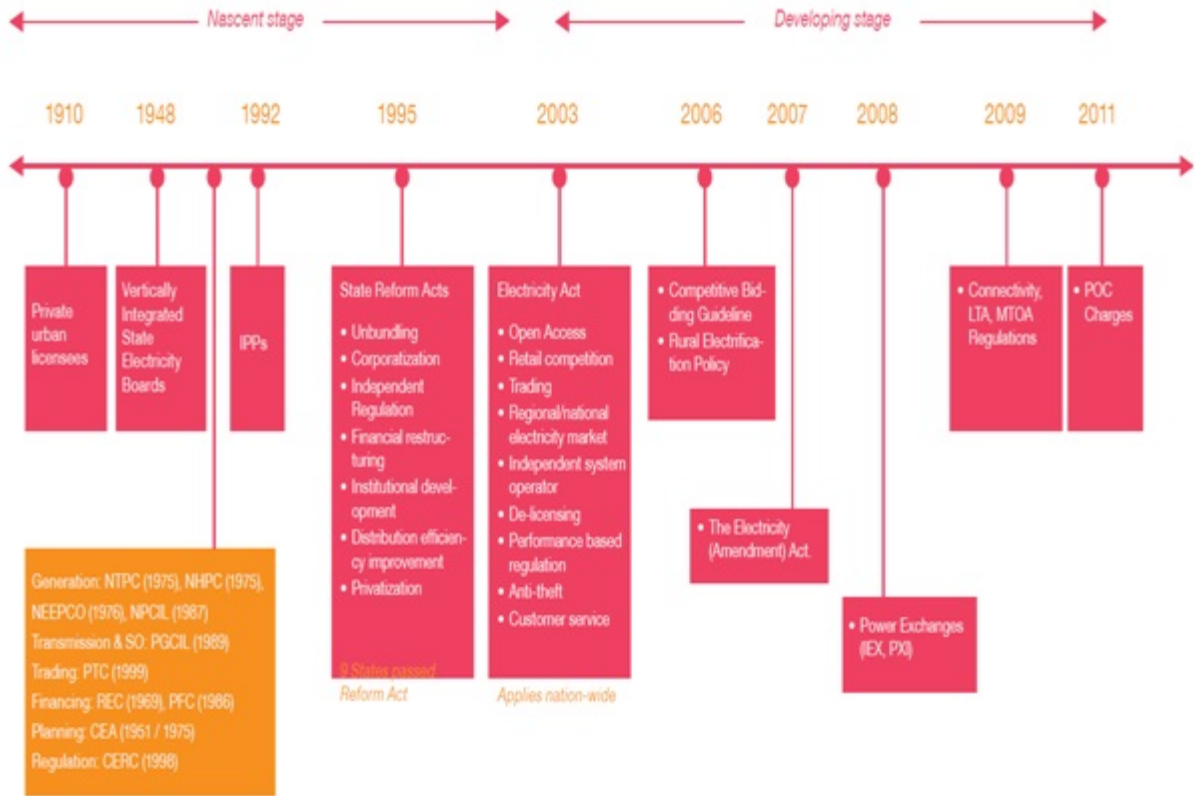 Nascent stage
Developing stage
1910
1948
1992
1995
2003
2006
2007
2008
2009
2011
Private
urban
licensees
Vertically
Integrated
State
Electricity
Boards
IPPs
State Reform Acts
• Unbundling
• Corporatization
• Independent
Regulation
• Financial restruc-
turing
• Institutional devel-
opment
• Distribution efficien-
cy improvement
• Privatization
9 States passed
Reform Act
Electricity Act
• Open Access
• Retail competition
• Trading
• Regional/national
electricity market
• Independent system
operator
• De-licensing
• Performance based
regulation
• Anti-theft
• Customer service
Applies nation-wide
• Competitive Bid-
ding Guideline
• Rural Electrifica-
tion Policy
• The Electricity
(Amendment) Act.
• Power Exchanges
(IEX, PXI)
• Connectivity,
LTA, MTOA
Regulations
• POC
Charges
Generation: NTPC (1975), NHPC (1975),
NEEPCO (1976), NPCIL (1987)
Transmission & SO: PGCIL (1989)
Trading: PTC (1999)
Financing: REC (1969), PFC (1986)
Planning: CEA (1951 / 1975)
Regulation: CERC (1998)